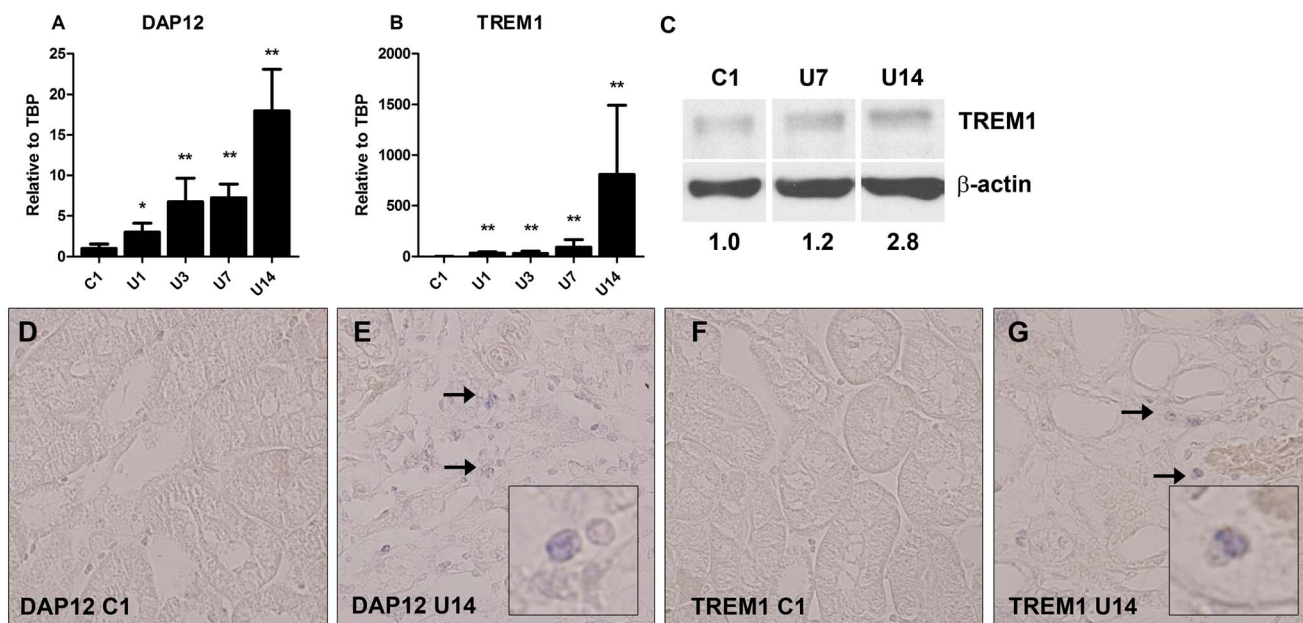 A DAP12
Relative to TBP
25
20
15
10
5
0
*
**
**
**
C1 U1 U3 U7 U14
B TREM1
Relative to TBP
2000
1500
1000
500
0
**
**
**
**
C1 U1 U3 U7 U14
C
C1 U7 U14
TREM1
β-actin
1.0 1.2 2.8
D
DAP12 C1
E
DAP12 U14
F
TREM1 C1
G
TREM1 U14